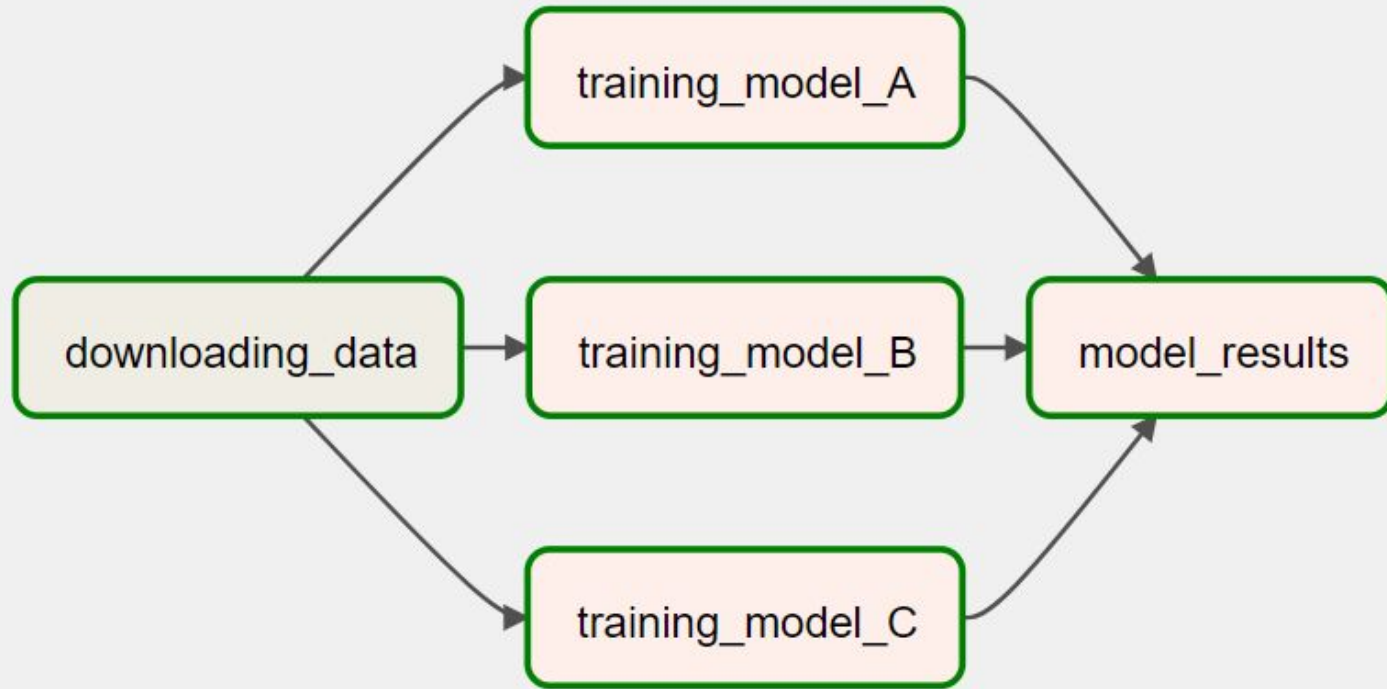 downloading_data
training_model_A
training_model_B
training_model_C
model_results